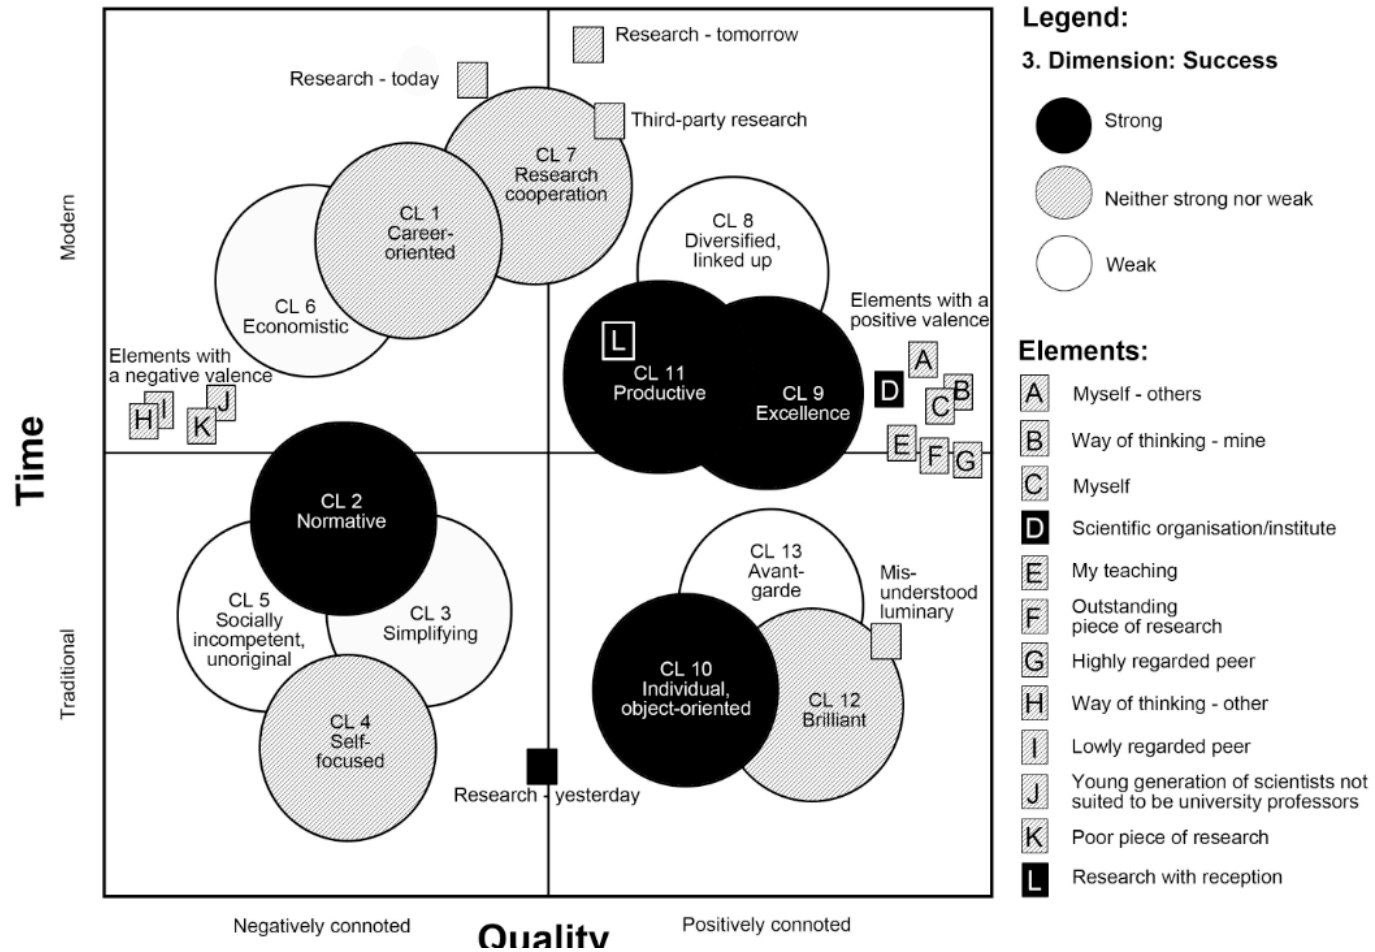 Research - tomorrow
Research - today
Third-party research
CL 7
Research
cooperation
CL 1
Career-
oriented
CL 8
Diversified,
linked up
CL 6
Economistic
Elements with a
positive valence
Elements with
a negative valence
H
I
K
J
L
CL 11
Productive
CL 9
Excellence
A
D
B
C
E
F
G
CL 2
Normative
CL 5
Socially
incompetent,
unoriginal
CL 3
Simplifying
CL 4
Self-
focused
CL 13
Avant-
garde
Mis-
understood
luminary
CL 10
Individual,
object-oriented
CL 12
Brilliant
Research - yesterday
Modern
Time
Traditional
Negatively connoted
Quality
Positively connoted
Legend:
3. Dimension: Success
Strong
Neither strong nor weak
Weak
Elements:
A Myself - others
B Way of thinking - mine
C Myself
D Scientific organisation/institute
E My teaching
F Outstanding
piece of research
G Highly regarded peer
H Way of thinking - other
I Lowly regarded peer
J Young generation of scientists not
suited to be university professors
K Poor piece of research
L Research with reception